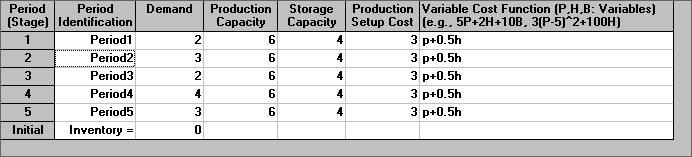 Period (Stage) Period Identification Demand Production Capacity Storage Capacity Production Setup Cost Variable Cost Function (P,H,B: Variables) (e.g., 5P+2H+10B, 3(P-5)^2+100H)
1 Period1 2 6 4 3 p+0.5h
2 Period2 3 6 4 3 p+0.5h
3 Period3 2 6 4 3 p+0.5h
4 Period4 4 6 4 3 p+0.5h
5 Period5 3 6 4 3 p+0.5h
Initial Inventory = 0